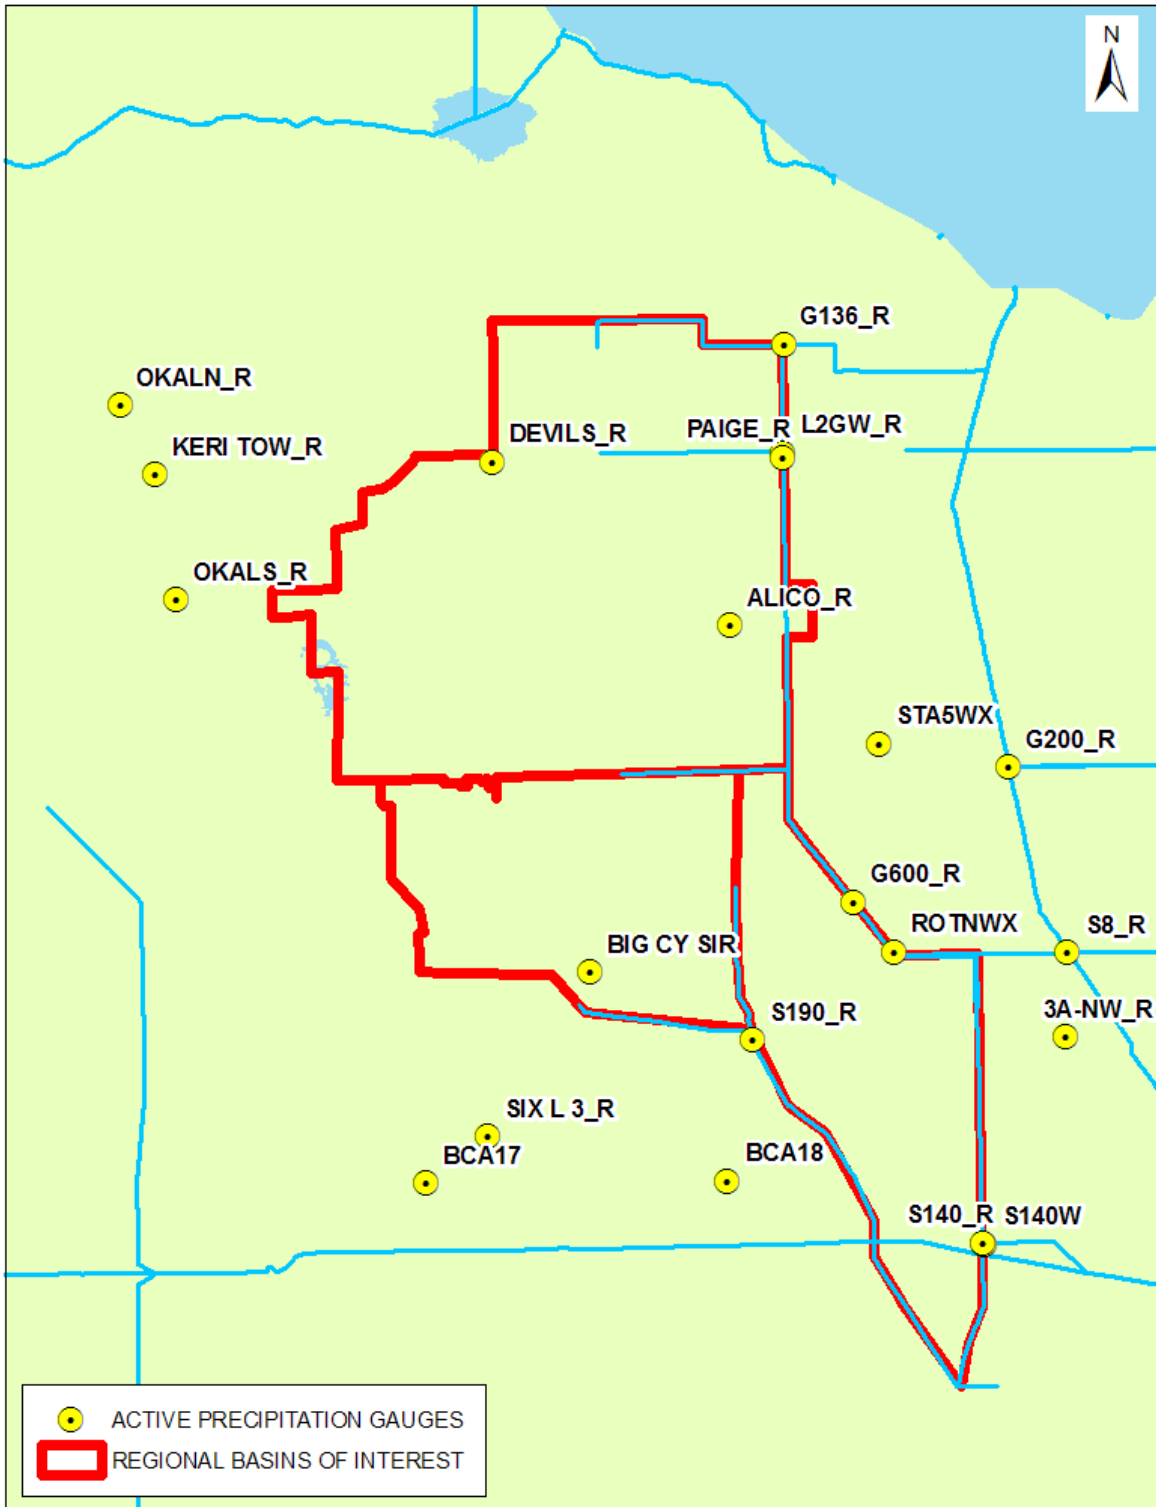 N
G136_R
OKALN_R
DEVILS_R
PAIGE_R
L2GW_R
KERI TOW_R
OKALS_R
ALICO_R
STA5WX
G200_R
G600_R
ROTNWX
S8_R
BIG CY SIR
S190_R
3A-NW_R
SIX L 3_R
BCA17
BCA18
S140_R
S140W
ACTIVE PRECIPITATION GAUGES
REGIONAL BASINS OF INTEREST